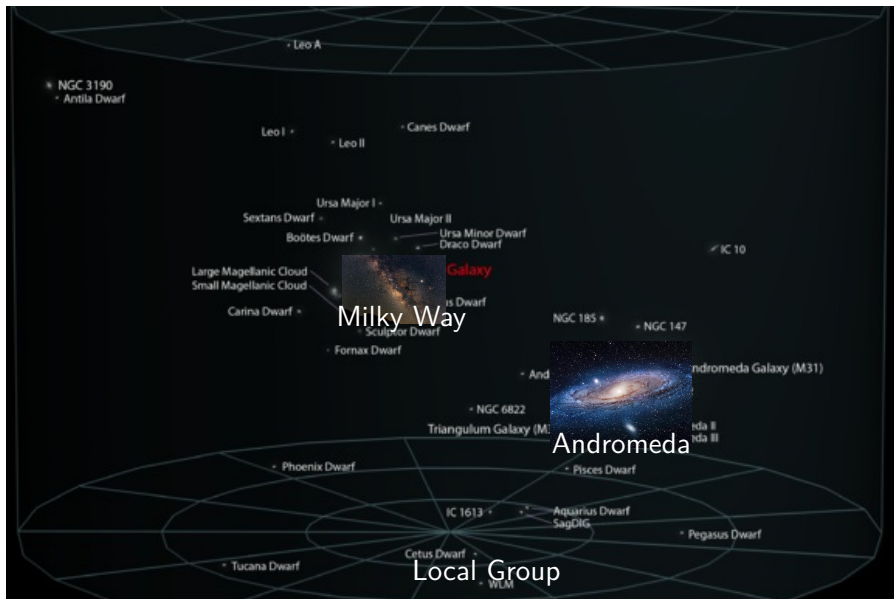 Leo A
NGC 3190
Antila Dwarf
Leo I
Leo II
Canes Dwarf
Ursa Major I
Sextans Dwarf
Ursa Major II
Boötes Dwarf
Ursa Minor Dwarf
Draco Dwarf
IC 10
Large Magellanic Cloud
Galaxy
Small Magellanic Cloud
Carina Dwarf
Dwarf
Milky Way
NGC 185
NGC 147
Sculptor Dwarf
Fornax Dwarf
Galaxy (M31)
NGC 6822
Triangulum Galaxy
II
III
Andromeda
Phoenix Dwarf
Pisces Dwarf
IC 1613
Aquarius Dwarf
SagDIG
Pegasus Dwarf
Cetus Dwarf
Tucana Dwarf
Local Group
WLM